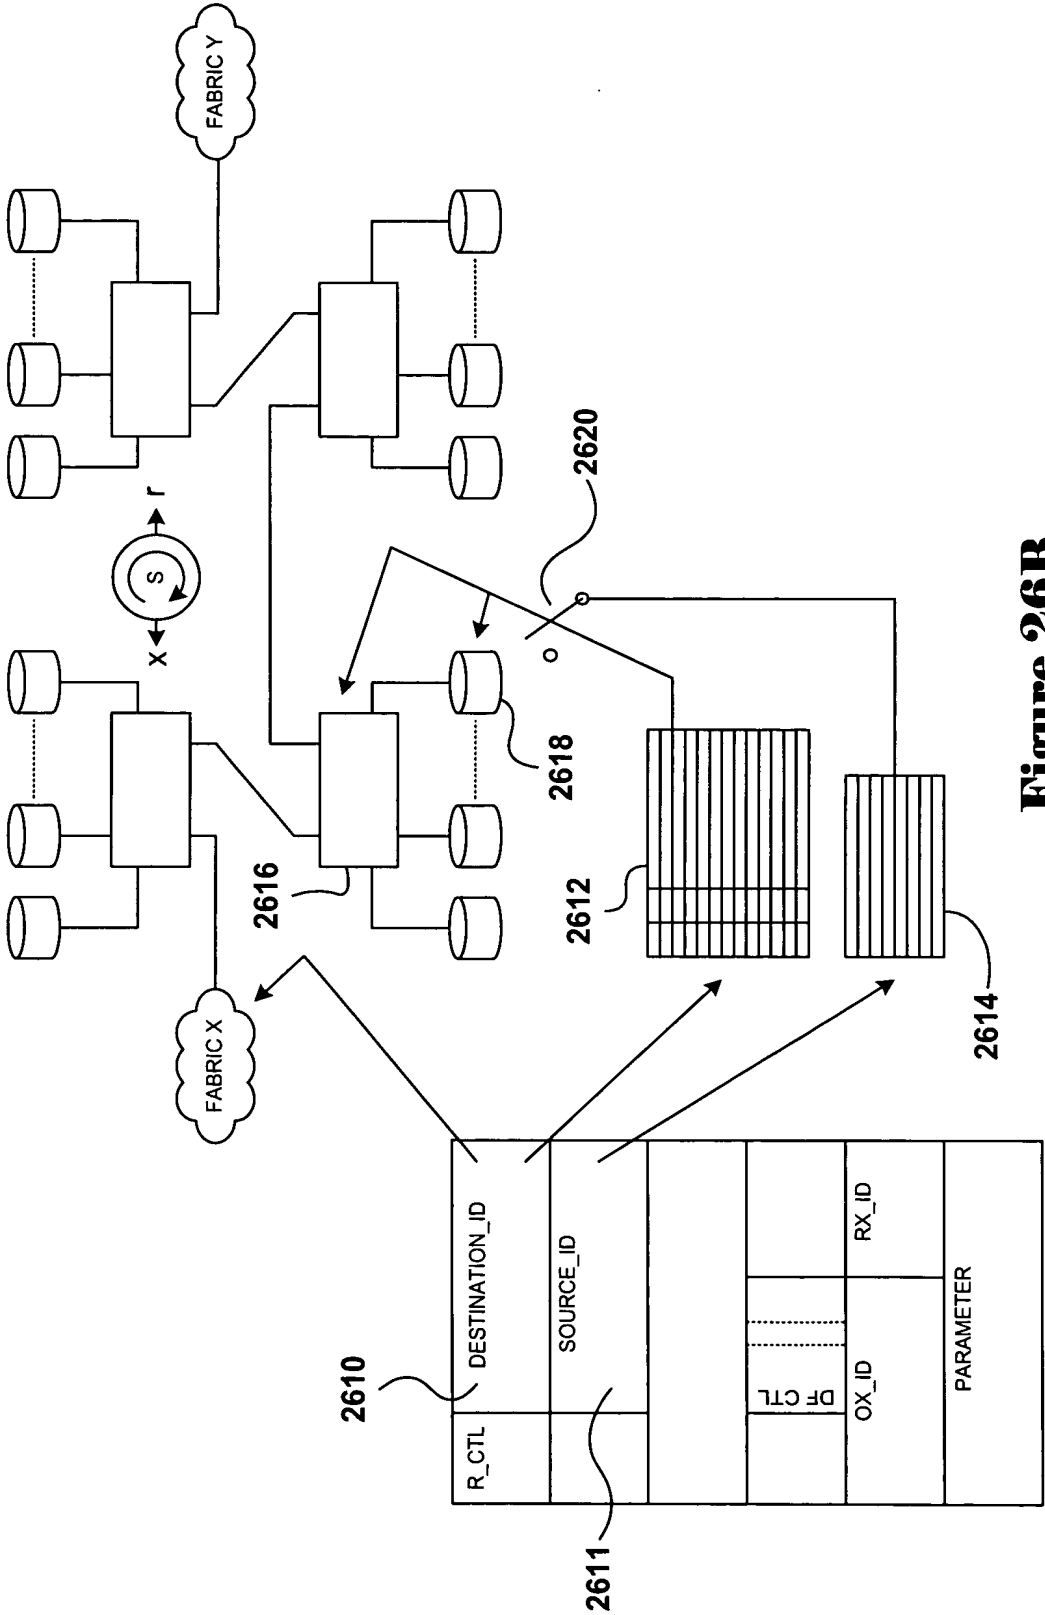 FABRIC X
FABRIC Y
X
S
r
2616
2618
2620
2612
2614
2610
2611
R_CTL
DESTINATION_ID
SOURCE_ID
DF CTL
OX_ID
RX_ID
PARAMETER
Figure 26B